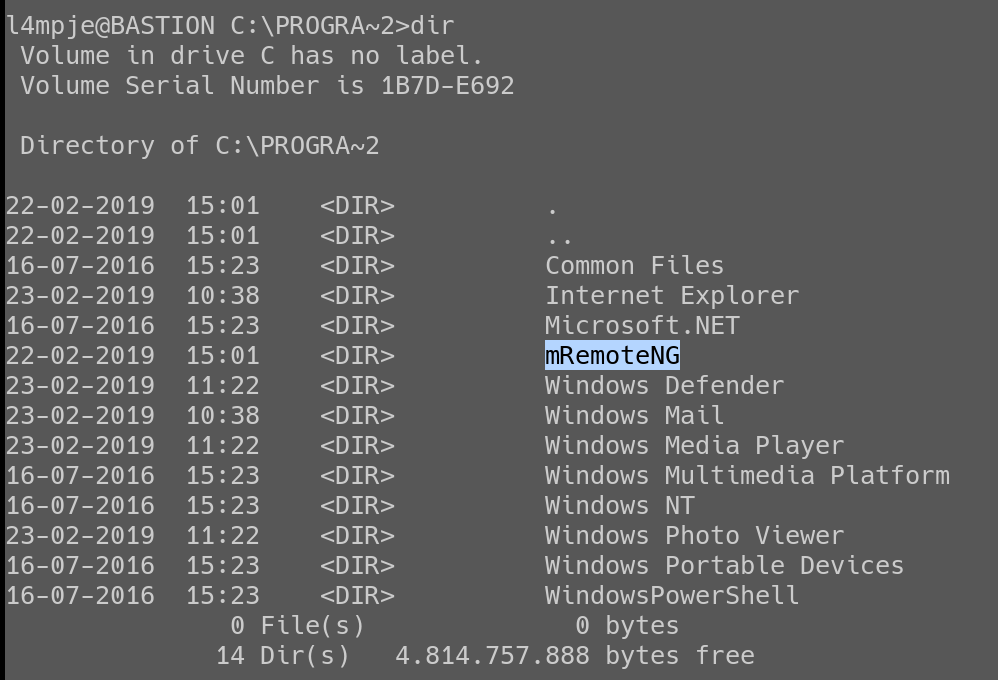 l4mpje@BASTION C:\PROGRA~2>dir
 Volume in drive C has no label.
 Volume Serial Number is 1B7D-E692

 Directory of C:\PROGRA~2

22-02-2019  15:01    <DIR>          .
22-02-2019  15:01    <DIR>          ..
16-07-2016  15:23    <DIR>          Common Files
23-02-2019  10:38    <DIR>          Internet Explorer
16-07-2016  15:23    <DIR>          Microsoft.NET
22-02-2019  15:01    <DIR>          mRemoteNG
23-02-2019  11:22    <DIR>          Windows Defender
23-02-2019  10:38    <DIR>          Windows Mail
23-02-2019  11:22    <DIR>          Windows Media Player
16-07-2016  15:23    <DIR>          Windows Multimedia Platform
16-07-2016  15:23    <DIR>          Windows NT
23-02-2019  11:22    <DIR>          Windows Photo Viewer
16-07-2016  15:23    <DIR>          Windows Portable Devices
16-07-2016  15:23    <DIR>          WindowsPowerShell
               0 File(s)              0 bytes
              14 Dir(s)   4.814.757.888 bytes free